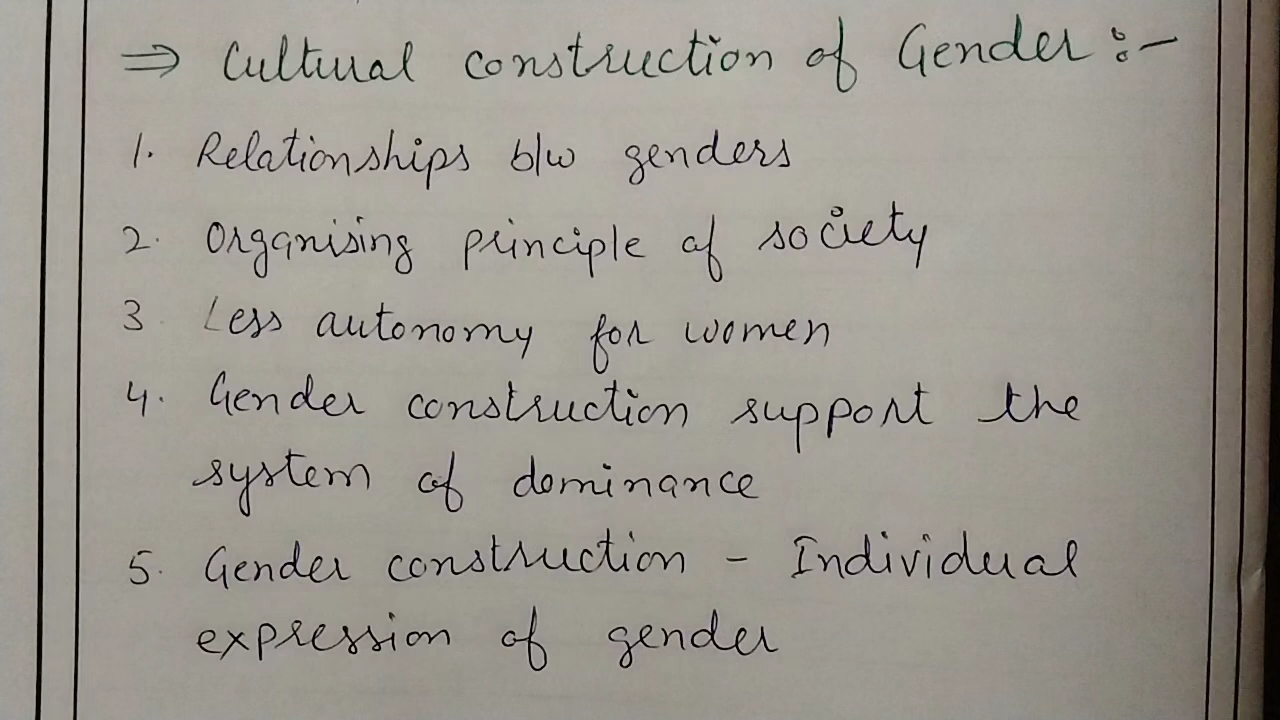 ⇒ Cultural construction of Gender :-
1. Relationships b/w genders
2. Organising principle of society
3. Less autonomy for women
4. Gender construction support the
system of dominance
5. Gender construction - Individual
expression of gender